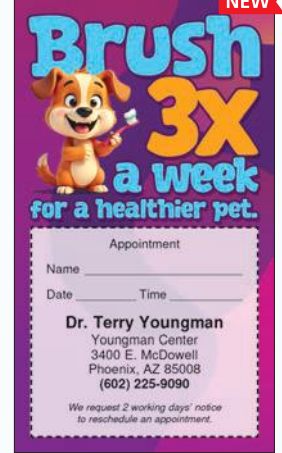 NEW
Brush
3X
a week
for a healthier pet.
Appointment
Name
Date Time
Dr. Terry Youngman
Youngman Center
3400 E. McDowell
Phoenix, AZ 85008
(602) 225-9090
We request 2 working days' notice
to reschedule an appointment.